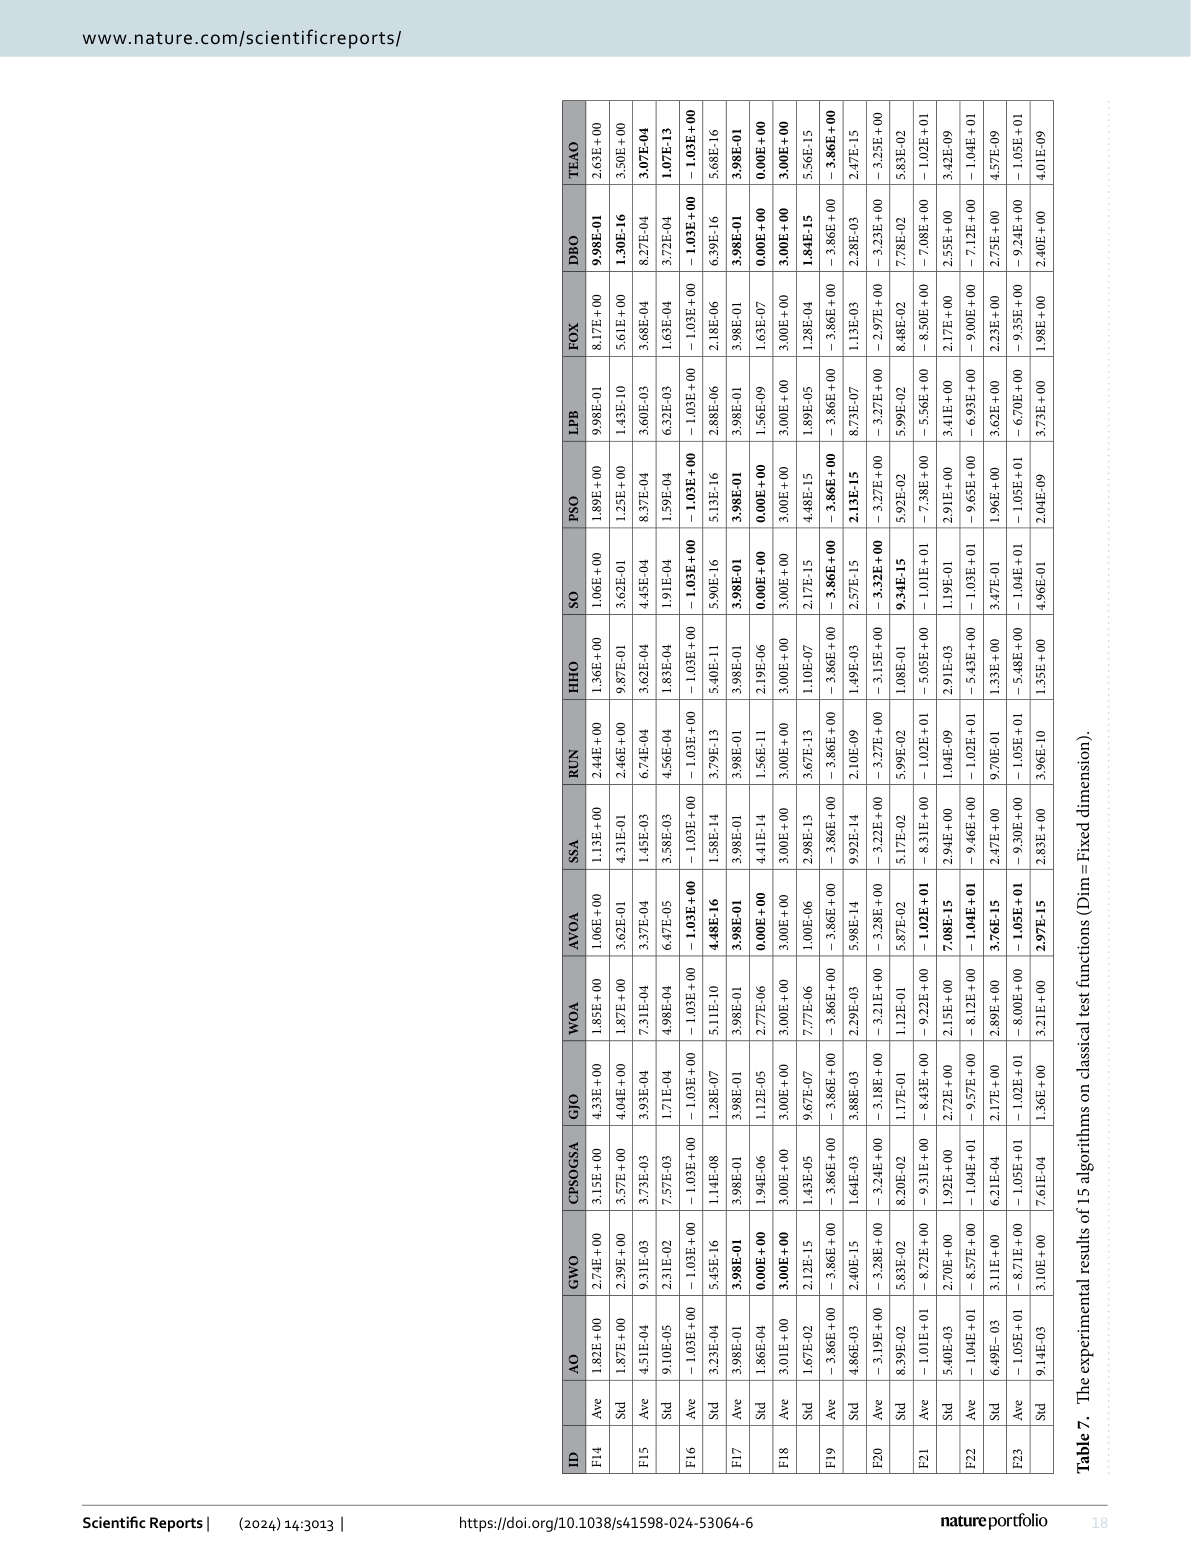 www.nature.com/scientificreports/
ID AO GWO CPSOGSA GJO WOA AVOA SSA RUN HHO SO PSO LPB FOX DBO TEAO
F14 Ave 1.82E+00 2.74E+00 3.15E+00 4.33E+00 1.85E+00 1.06E+00 1.13E+00 2.44E+00 1.36E+00 1.06E+00 1.89E+00 9.98E-01 8.17E+00 9.98E-01 2.63E+00
Std 1.87E+00 2.39E+00 3.57E+00 4.04E+00 1.87E+00 3.62E-01 4.31E-01 2.46E+00 9.87E-01 3.62E-01 1.25E+00 1.43E-10 5.61E+00 1.30E-16 3.50E+00
F15 Ave 4.51E-04 9.31E-03 3.73E-03 3.93E-04 7.31E-04 3.37E-04 1.45E-03 6.74E-04 3.62E-04 4.45E-04 8.37E-04 3.60E-03 3.68E-04 8.27E-04 3.07E-04
Std 9.10E-05 2.31E-02 7.57E-03 1.71E-04 4.98E-04 6.47E-05 3.58E-03 4.56E-04 1.83E-04 1.91E-04 1.59E-04 6.32E-03 1.63E-04 3.72E-04 1.07E-13
F16 Ave −1.03E+00 −1.03E+00 −1.03E+00 −1.03E+00 −1.03E+00 −1.03E+00 −1.03E+00 −1.03E+00 −1.03E+00 −1.03E+00 −1.03E+00 −1.03E+00 −1.03E+00 −1.03E+00 −1.03E+00
Std 3.23E-04 5.45E-16 1.14E-08 1.28E-07 5.11E-10 4.48E-16 1.58E-14 3.79E-13 5.40E-11 5.90E-16 5.13E-16 2.88E-06 2.18E-06 6.39E-16 5.68E-16
F17 Ave 3.98E-01 3.98E-01 3.98E-01 3.98E-01 3.98E-01 3.98E-01 3.98E-01 3.98E-01 3.98E-01 3.98E-01 3.98E-01 3.98E-01 3.98E-01 3.98E-01 3.98E-01
Std 1.86E-04 0.00E+00 1.94E-06 1.12E-05 2.77E-06 0.00E+00 4.41E-14 1.56E-11 2.19E-06 0.00E+00 0.00E+00 1.56E-09 1.63E-07 0.00E+00 0.00E+00
F18 Ave 3.01E+00 3.00E+00 3.00E+00 3.00E+00 3.00E+00 3.00E+00 3.00E+00 3.00E+00 3.00E+00 3.00E+00 3.00E+00 3.00E+00 3.00E+00 3.00E+00 3.00E+00
Std 1.67E-02 2.12E-15 1.43E-05 9.67E-07 7.77E-06 1.00E-06 2.98E-13 3.67E-13 1.10E-07 2.17E-15 4.48E-15 1.89E-05 1.28E-04 1.84E-15 5.56E-15
F19 Ave −3.86E+00 −3.86E+00 −3.86E+00 −3.86E+00 −3.86E+00 −3.86E+00 −3.86E+00 −3.86E+00 −3.86E+00 −3.86E+00 −3.86E+00 −3.86E+00 −3.86E+00 −3.86E+00 −3.86E+00
Std 4.86E-03 2.40E-15 1.64E-03 3.88E-03 2.29E-03 5.98E-14 9.92E-14 2.10E-09 1.49E-03 2.57E-15 2.13E-15 8.73E-07 1.13E-03 2.28E-03 2.47E-15
F20 Ave −3.19E+00 −3.28E+00 −3.24E+00 −3.18E+00 −3.21E+00 −3.28E+00 −3.22E+00 −3.27E+00 −3.15E+00 −3.32E+00 −3.27E+00 −3.27E+00 −2.97E+00 −3.23E+00 −3.25E+00
Std 8.39E-02 5.83E-02 8.20E-02 1.17E-01 1.12E-01 5.87E-02 5.17E-02 5.99E-02 1.08E-01 9.34E-15 5.92E-02 5.99E-02 8.48E-02 7.78E-02 5.83E-02
F21 Ave −1.01E+01 −8.72E+00 −9.31E+00 −8.43E+00 −9.22E+00 −1.02E+01 −8.31E+00 −1.02E+01 −5.05E+00 −1.01E+01 −7.38E+00 −5.56E+00 −8.50E+00 −7.08E+00 −1.02E+01
Std 5.40E-03 2.70E+00 1.92E+00 2.72E+00 2.15E+00 7.08E-15 2.94E+00 1.04E-09 2.91E-03 1.19E-01 2.91E+00 3.41E+00 2.17E+00 2.55E+00 3.42E-09
F22 Ave −1.04E+01 −8.57E+00 −1.04E+01 −9.57E+00 −8.12E+00 −1.04E+01 −9.46E+00 −1.02E+01 −5.43E+00 −1.03E+01 −9.65E+00 −6.93E+00 −9.00E+00 −7.12E+00 −1.04E+01
Std 6.49E−03 3.11E+00 6.21E-04 2.17E+00 2.89E+00 3.76E-15 2.47E+00 9.70E-01 1.33E+00 3.47E-01 1.96E+00 3.62E+00 2.23E+00 2.75E+00 4.57E-09
F23 Ave −1.05E+01 −8.71E+00 −1.05E+01 −1.02E+01 −8.00E+00 −1.05E+01 −9.30E+00 −1.05E+01 −5.48E+00 −1.04E+01 −1.05E+01 −6.70E+00 −9.35E+00 −9.24E+00 −1.05E+01
Std 9.14E-03 3.10E+00 7.61E-04 1.36E+00 3.21E+00 2.97E-15 2.83E+00 3.96E-10 1.35E+00 4.96E-01 2.04E-09 3.73E+00 1.98E+00 2.40E+00 4.01E-09
Table 7. The experimental results of 15 algorithms on classical test functions (Dim = Fixed dimension).
Scientific Reports | (2024) 14:3013 | https://doi.org/10.1038/s41598-024-53064-6 nature portfolio 18